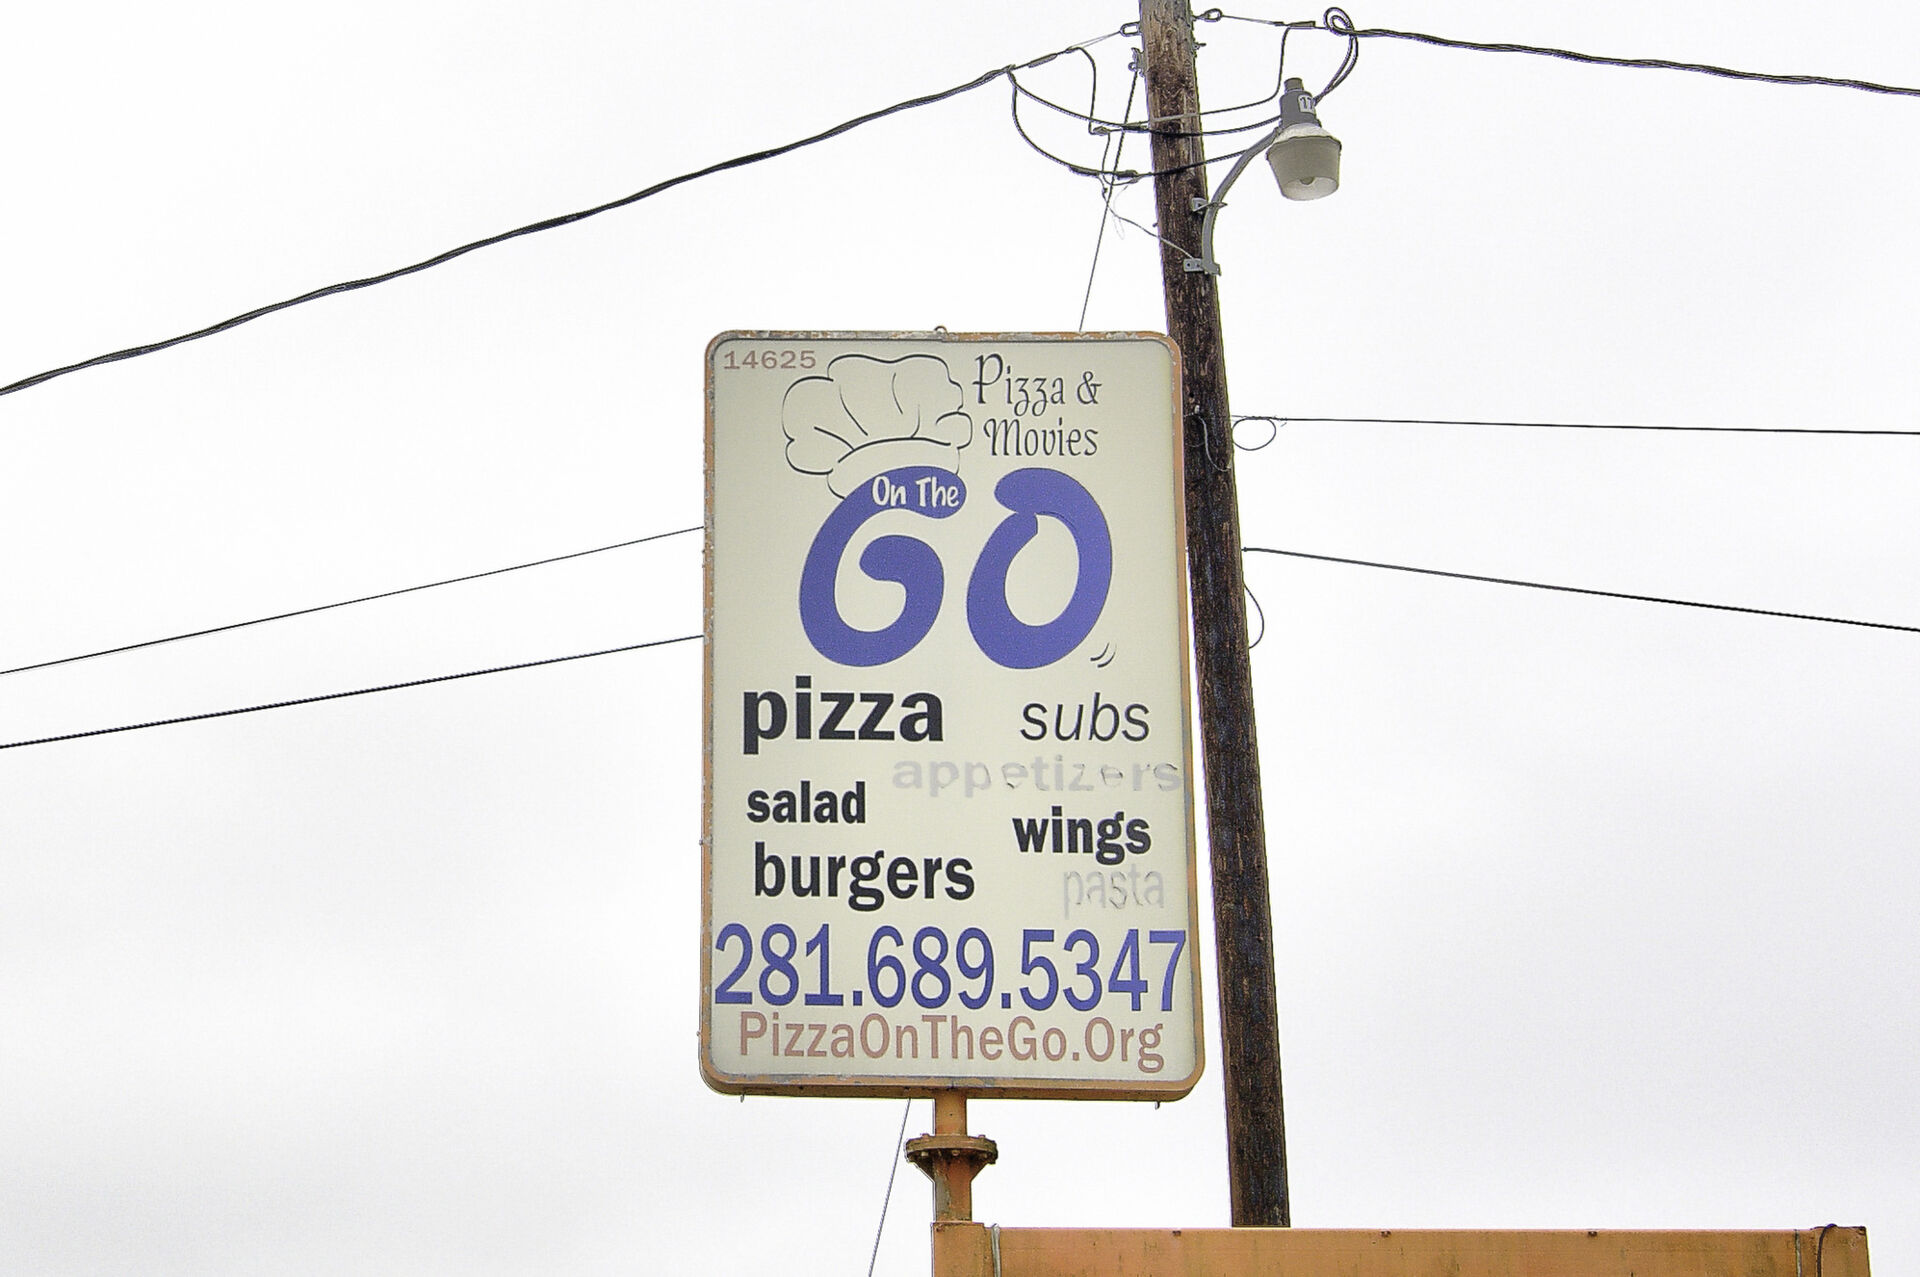 14625
Pizza &
Movies
On The
GO
pizza subs
appetizers
salad
wings
burgers
pasta
281.689.5347
PizzaOnTheGo.Org